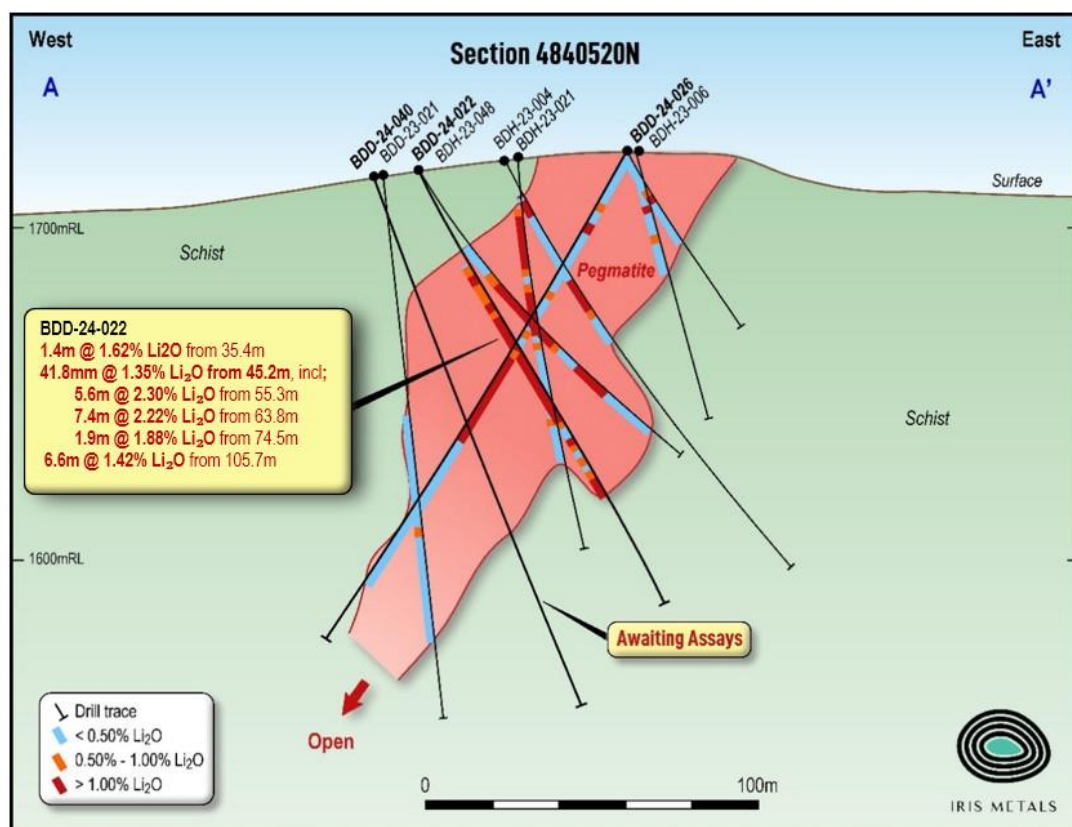 West
Section 4840520N
East
A
A'
BDD-24-040
BDD-23-021
BDD-24-022
BDH-23-048
BDH-23-004
BDH-23-021
BDD-24-026
BDH-23-006
Surface
1700mRL
Schist
Pegmatite
BDD-24-022
1.4m @ 1.62% Li2O from 35.4m
41.8mm @ 1.35% Li₂O from 45.2m, incl;
5.6m @ 2.30% Li₂O from 55.3m
7.4m @ 2.22% Li₂O from 63.8m
1.9m @ 1.88% Li₂O from 74.5m
6.6m @ 1.42% Li₂O from 105.7m
Schist
1600mRL
Awaiting Assays
Open
Drill trace
< 0.50% Li₂O
0.50% - 1.00% Li₂O
> 1.00% Li₂O
0
100m
IRIS METALS